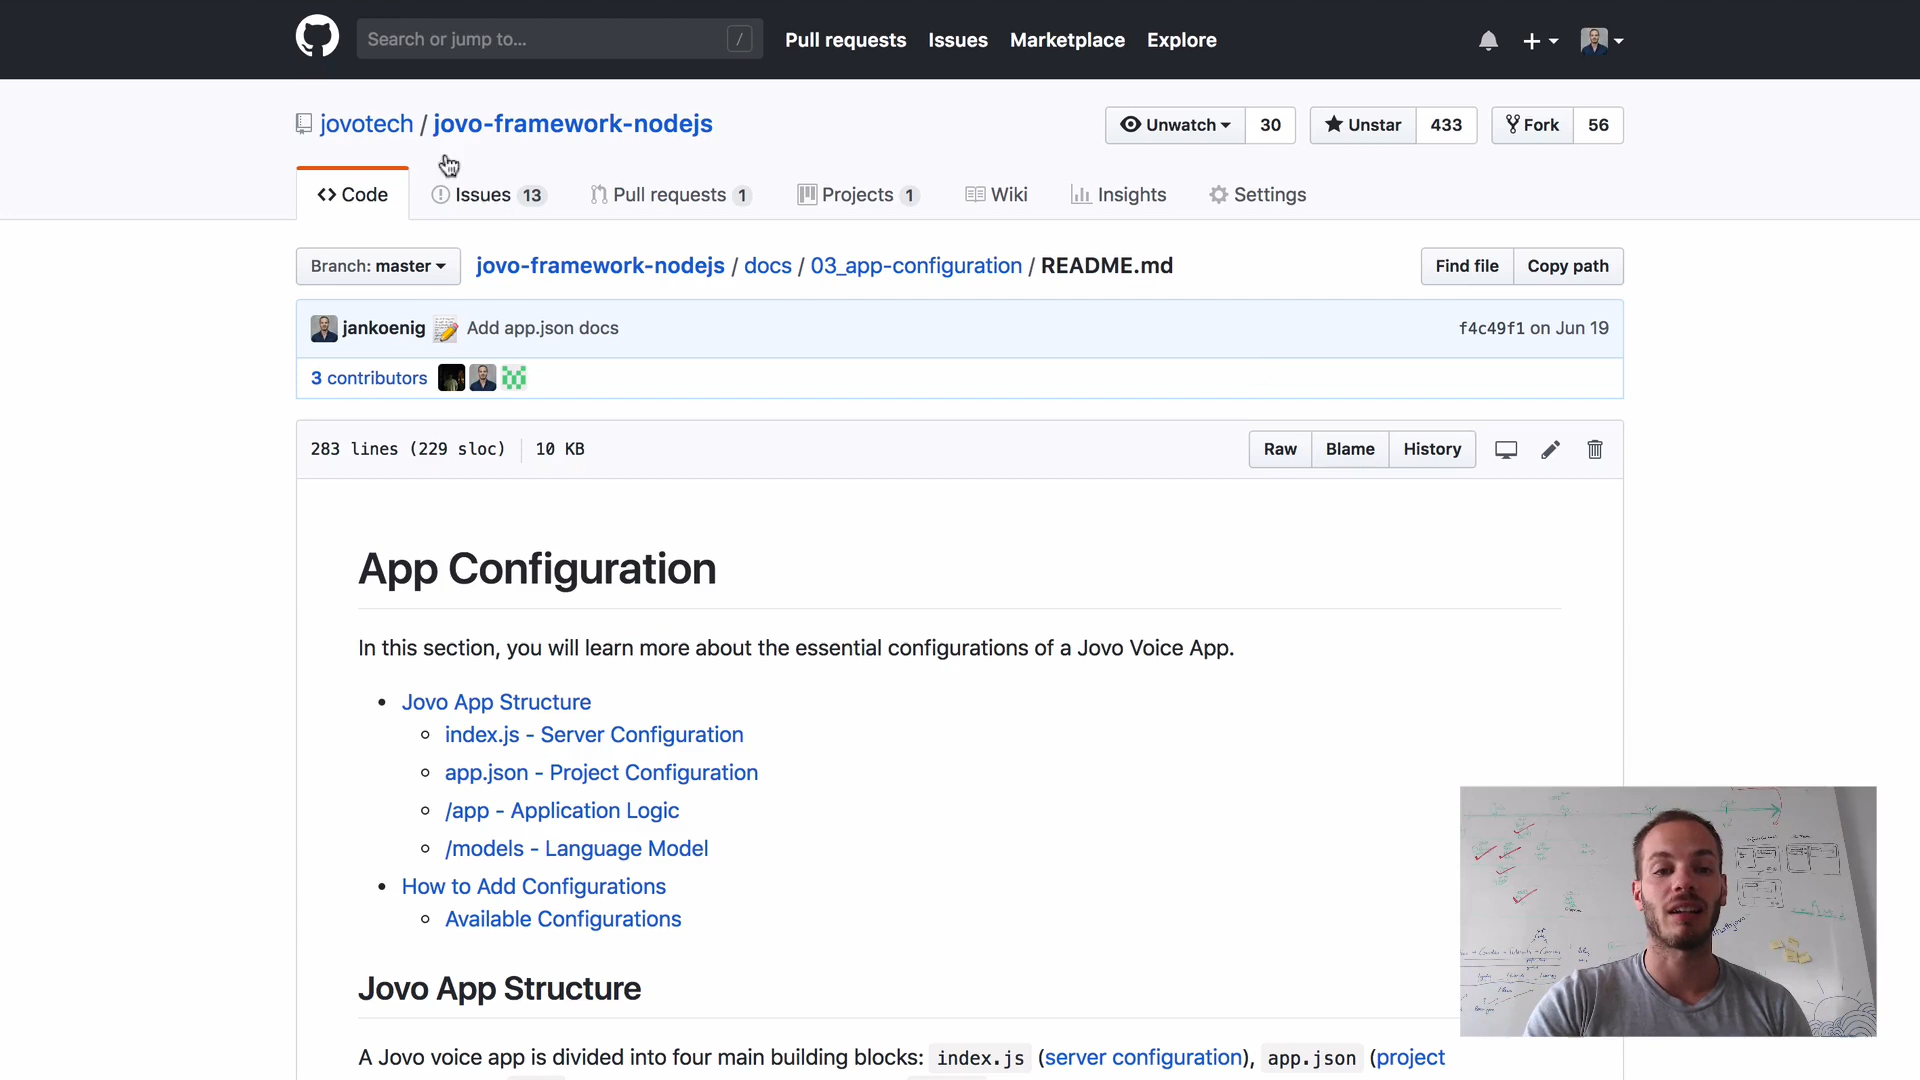 Search or jump to... / Pull requests Issues Marketplace Explore
jovotech / jovo-framework-nodejs Unwatch 30 Unstar 433 Fork 56
Code Issues 13 Pull requests 1 Projects 1 Wiki Insights Settings
Branch: master jovo-framework-nodejs / docs / 03_app-configuration / README.md Find file Copy path
jankoenig Add app.json docs f4c49f1 on Jun 19
3 contributors
283 lines (229 sloc) 10 KB Raw Blame History
App Configuration
In this section, you will learn more about the essential configurations of a Jovo Voice App.
• Jovo App Structure
index.js - Server Configuration
app.json - Project Configuration
/app - Application Logic
/models - Language Model
• How to Add Configurations
Available Configurations
Jovo App Structure
A Jovo voice app is divided into four main building blocks: index.js (server configuration), app.json (project